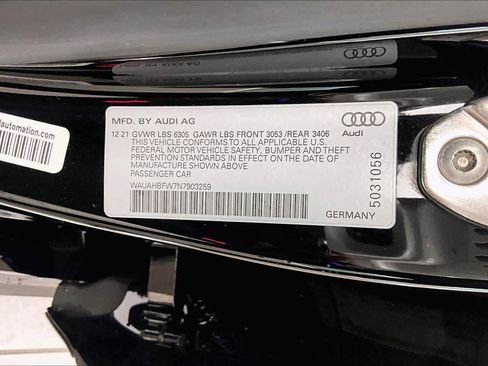 MFD. BY AUDI AG
12.21 GVWR LBS 6305 GAWR LBS FRONT 3053 /REAR 3406
THIS VEHICLE CONFORMS TO ALL APPLICABLE U.S.
FEDERAL MOTOR VEHICLE SAFETY, BUMPER AND THEFT
PREVENTION STANDARDS IN EFFECT ON THE DATE OF
MANUFACTURE SHOWN ABOVE
PASSENGER CAR
WAUAHBFW7N7903259
Audi
5031056
GERMANY
automation.com